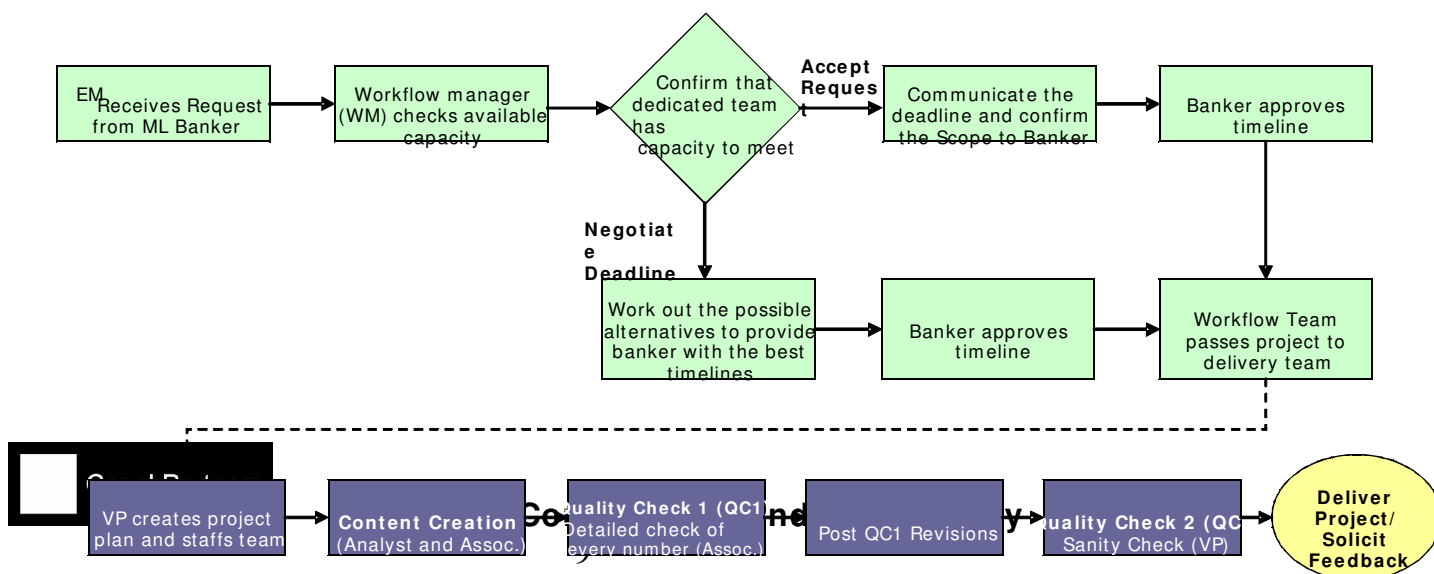 EM
Receives Request
from ML Banker
Workflow manager
(WM) checks available
capacity
Confirm that
dedicated team
has
capacity to meet
Accept
Reques
t
Communicate the
deadline and confirm
the Scope to Banker
Banker approves
timeline
Negotiat
e
Deadline
Work out the possible
alternatives to provide
banker with the best
timelines
Banker approves
timeline
Workflow Team
passes project to
delivery team
VP creates project
plan and staffs team
Content Creation
(Analyst and Assoc.)
uality Check 1 (QC1)
Detailed check of
every number (Assoc.)
Post QC1 Revisions
uality Check 2 (QC
Sanity Check (VP)
Deliver
Project/
Solicit
Feedback